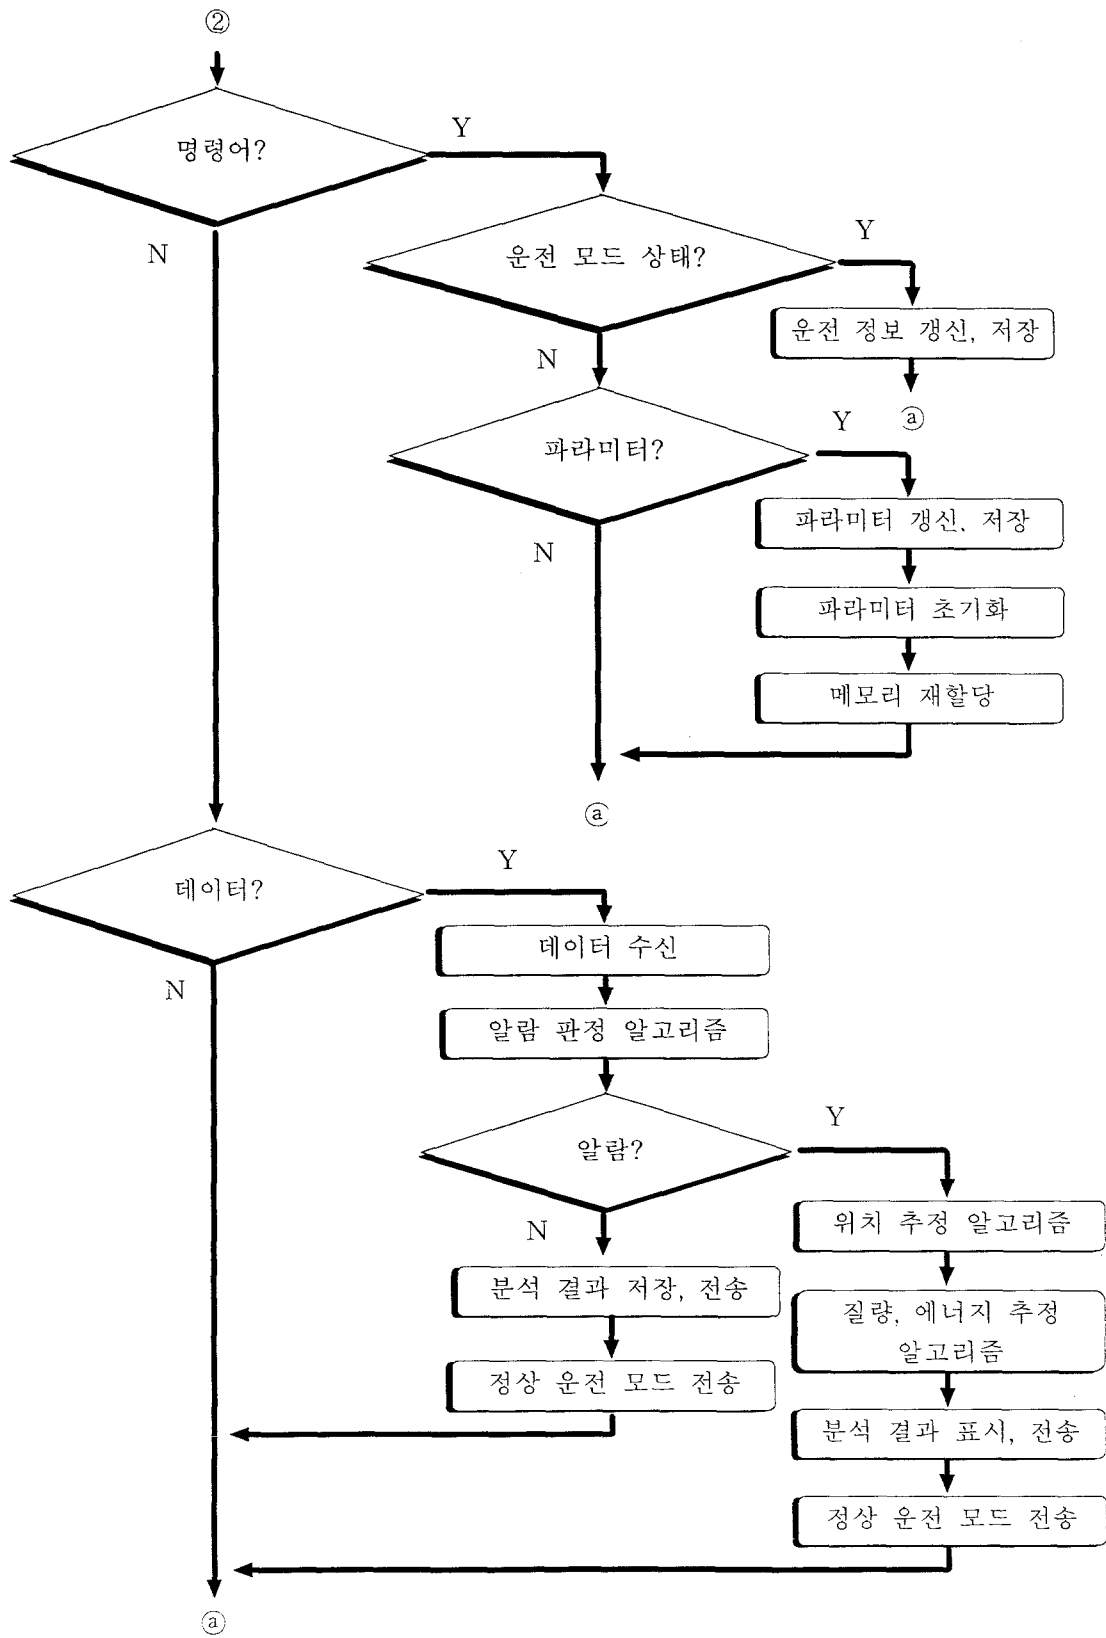 ②
명령어?
Y
N
운전 모드 상태?
Y
운전 정보 갱신, 저장
N
ⓐ
파라미터?
Y
파라미터 갱신, 저장
N
파라미터 초기화
메모리 재할당
ⓐ
데이터?
Y
데이터 수신
N
알람 판정 알고리즘
알람?
Y
위치 추정 알고리즘
N
분석 결과 저장, 전송
질량, 에너지 추정
알고리즘
정상 운전 모드 전송
분석 결과 표시, 전송
정상 운전 모드 전송
ⓐ